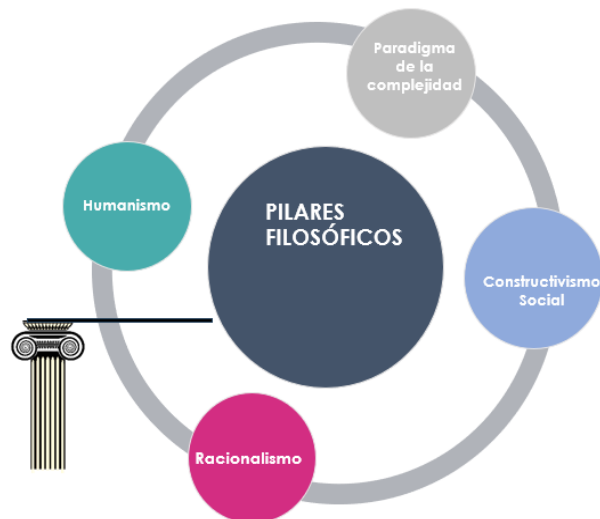 Paradigma
de la
complejidad
Humanismo
PILARES
FILOSÓFICOS
Constructivismo
Social
Racionalismo